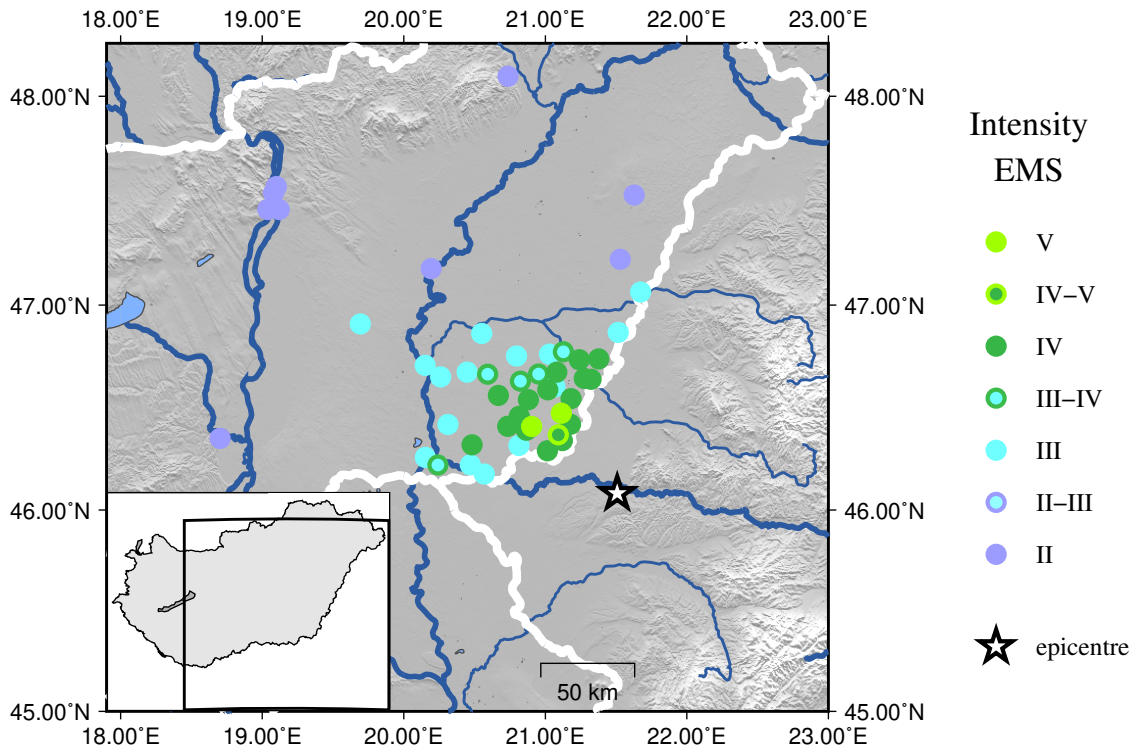 18.00°E 19.00°E 20.00°E 21.00°E 22.00°E 23.00°E
48.00°N 48.00°N
47.00°N 47.00°N
46.00°N 46.00°N
45.00°N 45.00°N
50 km
18.00°E 19.00°E 20.00°E 21.00°E 22.00°E 23.00°E
Intensity
EMS
V
IV–V
IV
III–IV
III
II–III
II
epicentre